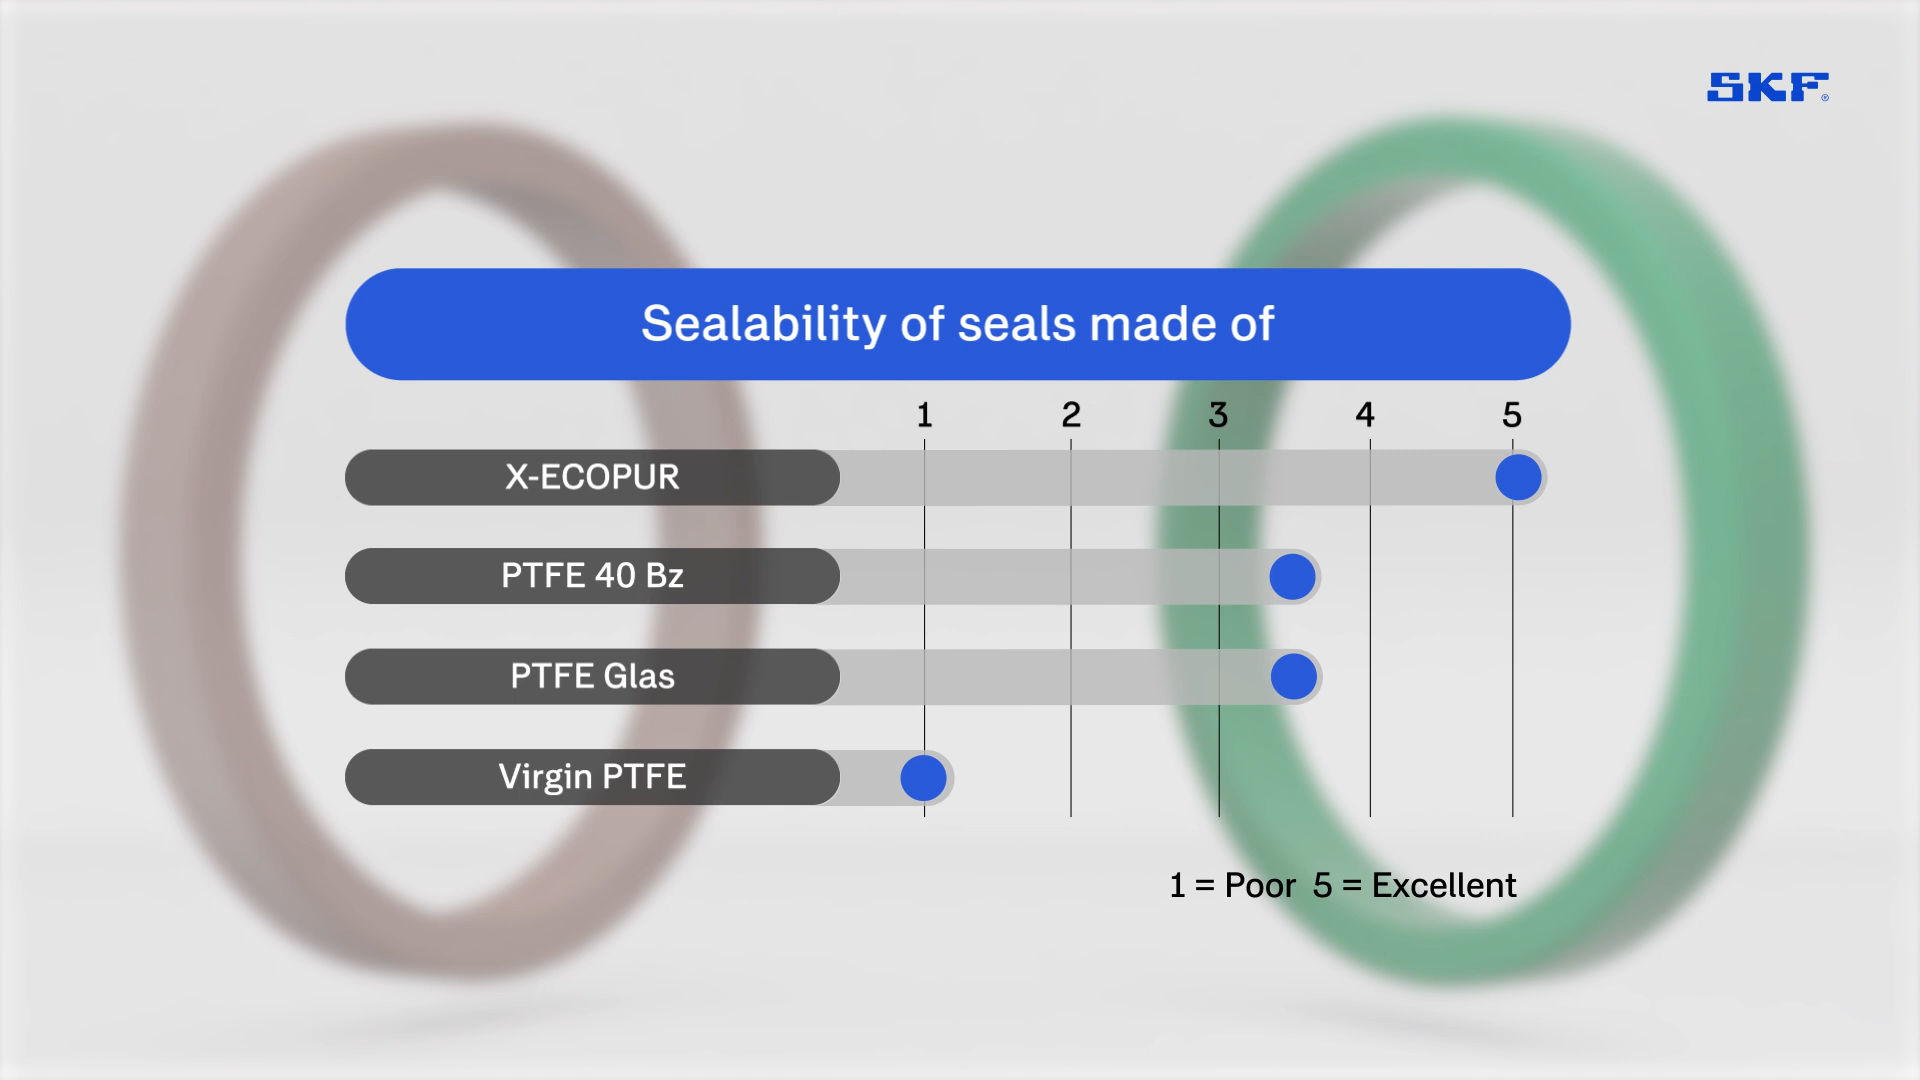 SKF®
Sealability of seals made of
1 2 3 4 5
X-ECOPUR
PTFE 40 Bz
PTFE Glas
Virgin PTFE
1 = Poor 5 = Excellent